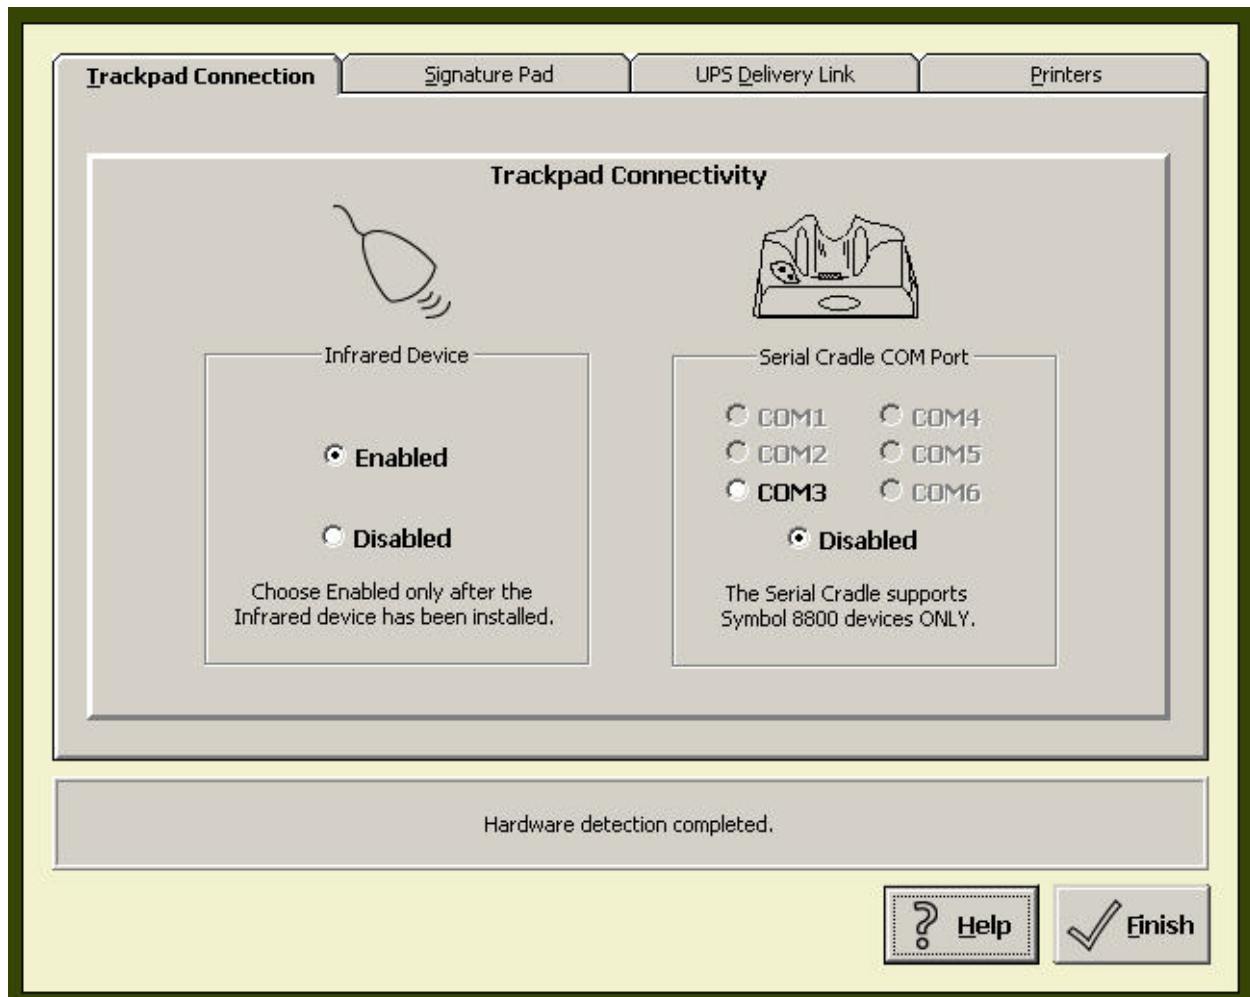 Trackpad Connection
Signature Pad
UPS Delivery Link
Printers
Trackpad Connectivity
Infrared Device
Enabled
Disabled
Choose Enabled only after the
Infrared device has been installed.
Serial Cradle COM Port
COM1 COM4
COM2 COM5
COM3 COM6
Disabled
The Serial Cradle supports
Symbol 8800 devices ONLY.
Hardware detection completed.
? Help
Finish